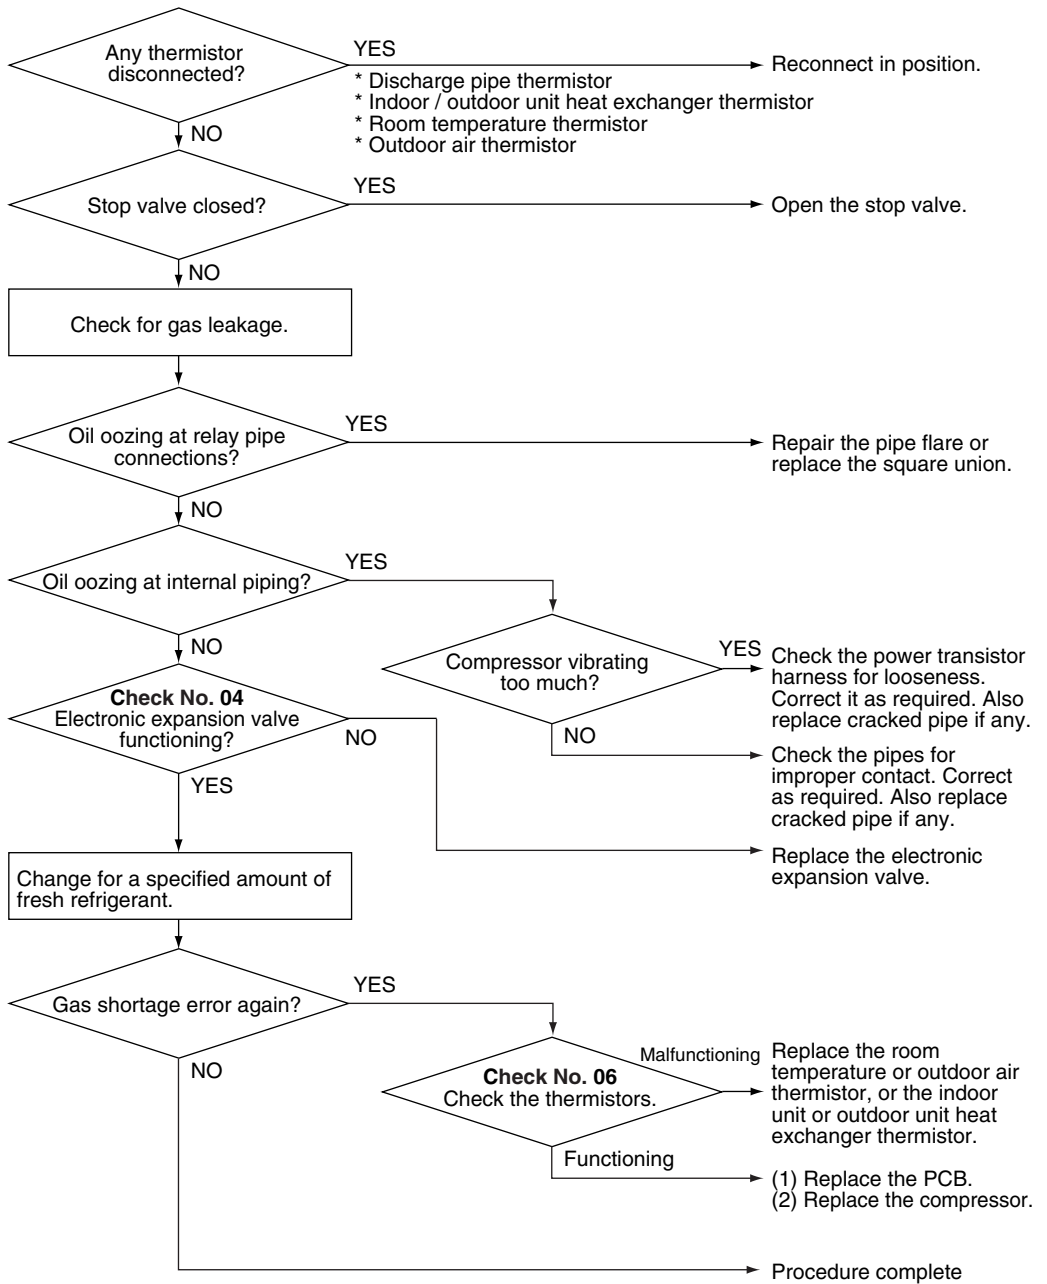 Any thermistor
disconnected?
YES
Reconnect in position.
* Discharge pipe thermistor
* Indoor / outdoor unit heat exchanger thermistor
* Room temperature thermistor
* Outdoor air thermistor
NO
Stop valve closed?
YES
Open the stop valve.
NO
Check for gas leakage.
Oil oozing at relay pipe
connections?
YES
Repair the pipe flare or
replace the square union.
NO
Oil oozing at internal piping?
YES
NO
Compressor vibrating
too much?
YES
Check the power transistor
harness for looseness.
Correct it as required. Also
replace cracked pipe if any.
NO
Check the pipes for
improper contact. Correct
as required. Also replace
cracked pipe if any.
Check No. 04
Electronic expansion valve
functioning?
NO
Replace the electronic
expansion valve.
YES
Change for a specified amount of
fresh refrigerant.
Gas shortage error again?
YES
NO
Check No. 06
Check the thermistors.
Malfunctioning
Replace the room
temperature or outdoor air
thermistor, or the indoor
unit or outdoor unit heat
exchanger thermistor.
Functioning
(1) Replace the PCB.
(2) Replace the compressor.
Procedure complete